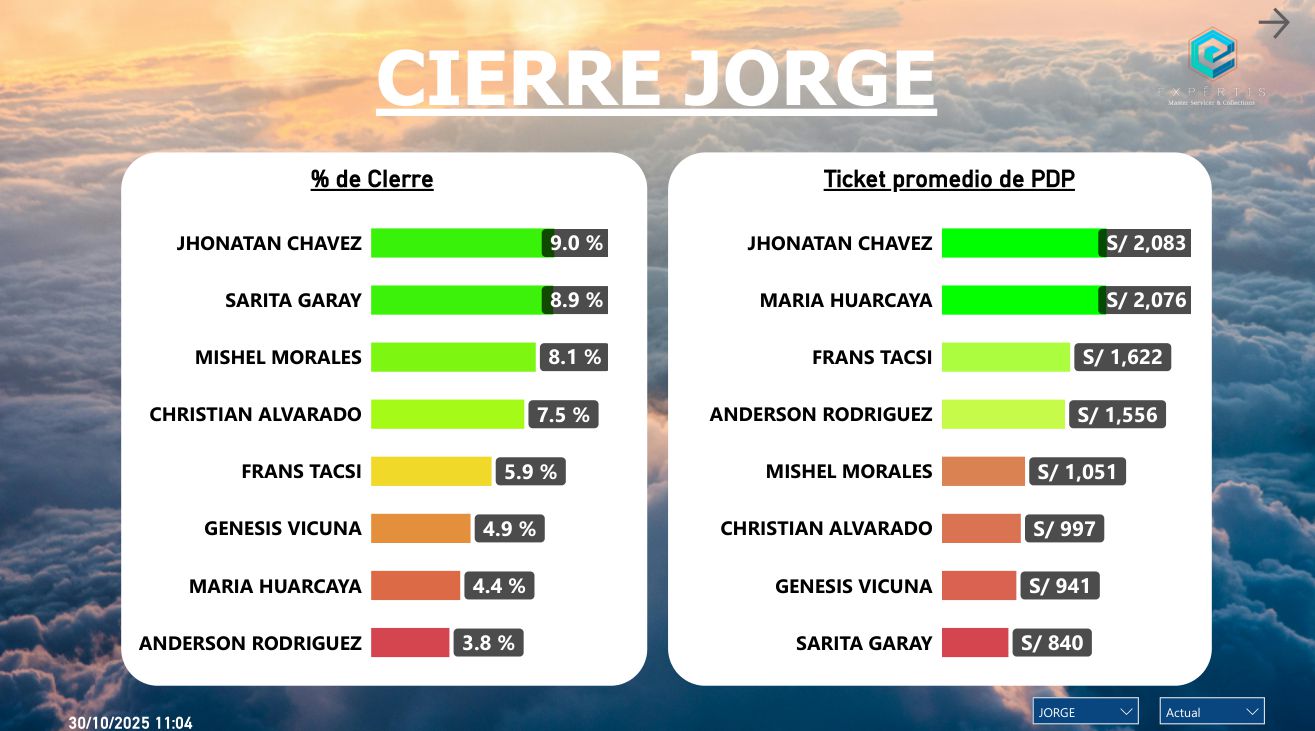 CIERRE JORGE
EXPERTIS
Master Servicer & Collections
% de CIerre
JHONATAN CHAVEZ 9.0 %
SARITA GARAY 8.9 %
MISHEL MORALES 8.1 %
CHRISTIAN ALVARADO 7.5 %
FRANS TACSI 5.9 %
GENESIS VICUNA 4.9 %
MARIA HUARCAYA 4.4 %
ANDERSON RODRIGUEZ 3.8 %
Ticket promedio de PDP
JHONATAN CHAVEZ S/ 2,083
MARIA HUARCAYA S/ 2,076
FRANS TACSI S/ 1,622
ANDERSON RODRIGUEZ S/ 1,556
MISHEL MORALES S/ 1,051
CHRISTIAN ALVARADO S/ 997
GENESIS VICUNA S/ 941
SARITA GARAY S/ 840
30/10/2025 11:04
JORGE
Actual